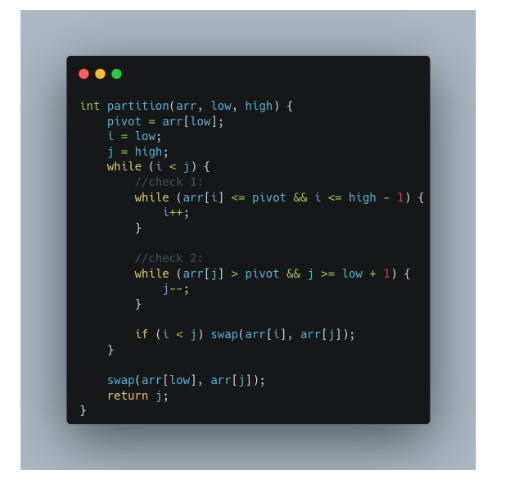 int partition(arr, low, high) {
    pivot = arr[low];
    i = low;
    j = high;
    while (i < j) {
        //check 1:
        while (arr[i] <= pivot && i <= high - 1) {
            i++;
        }

        //check 2:
        while (arr[j] > pivot && j >= low + 1) {
            j--;
        }

        if (i < j) swap(arr[i], arr[j]);
    }

    swap(arr[low], arr[j]);
    return j;
}